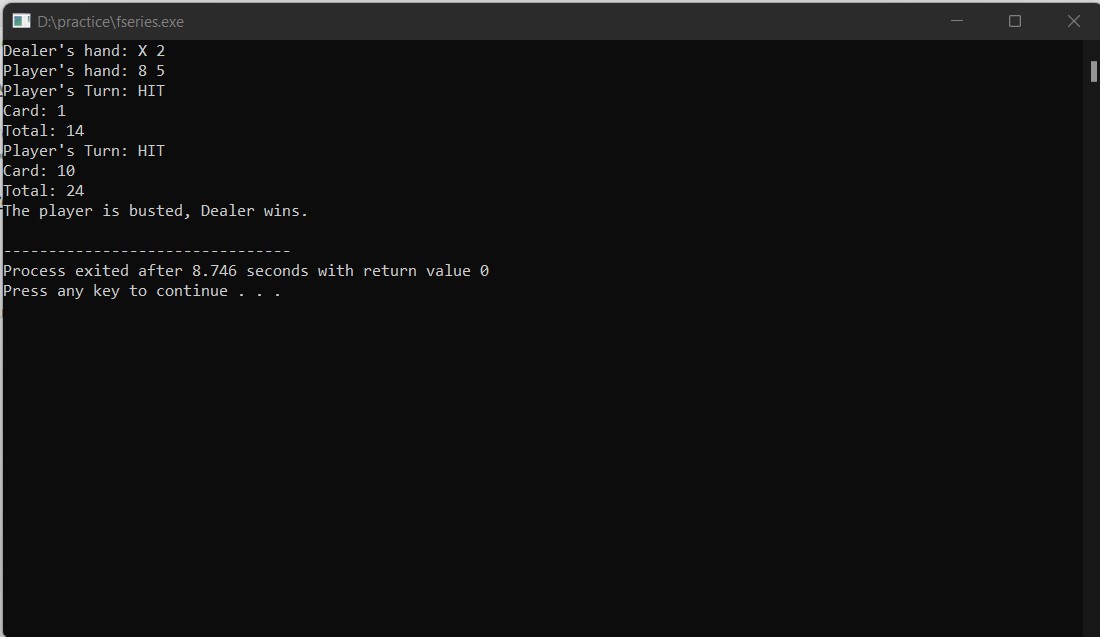 D:\practice\fseries.exe
Dealer's hand: X 2
Player's hand: 8 5
Player's Turn: HIT
Card: 1
Total: 14
Player's Turn: HIT
Card: 10
Total: 24
The player is busted, Dealer wins.
--------------------------------
Process exited after 8.746 seconds with return value 0
Press any key to continue . . .